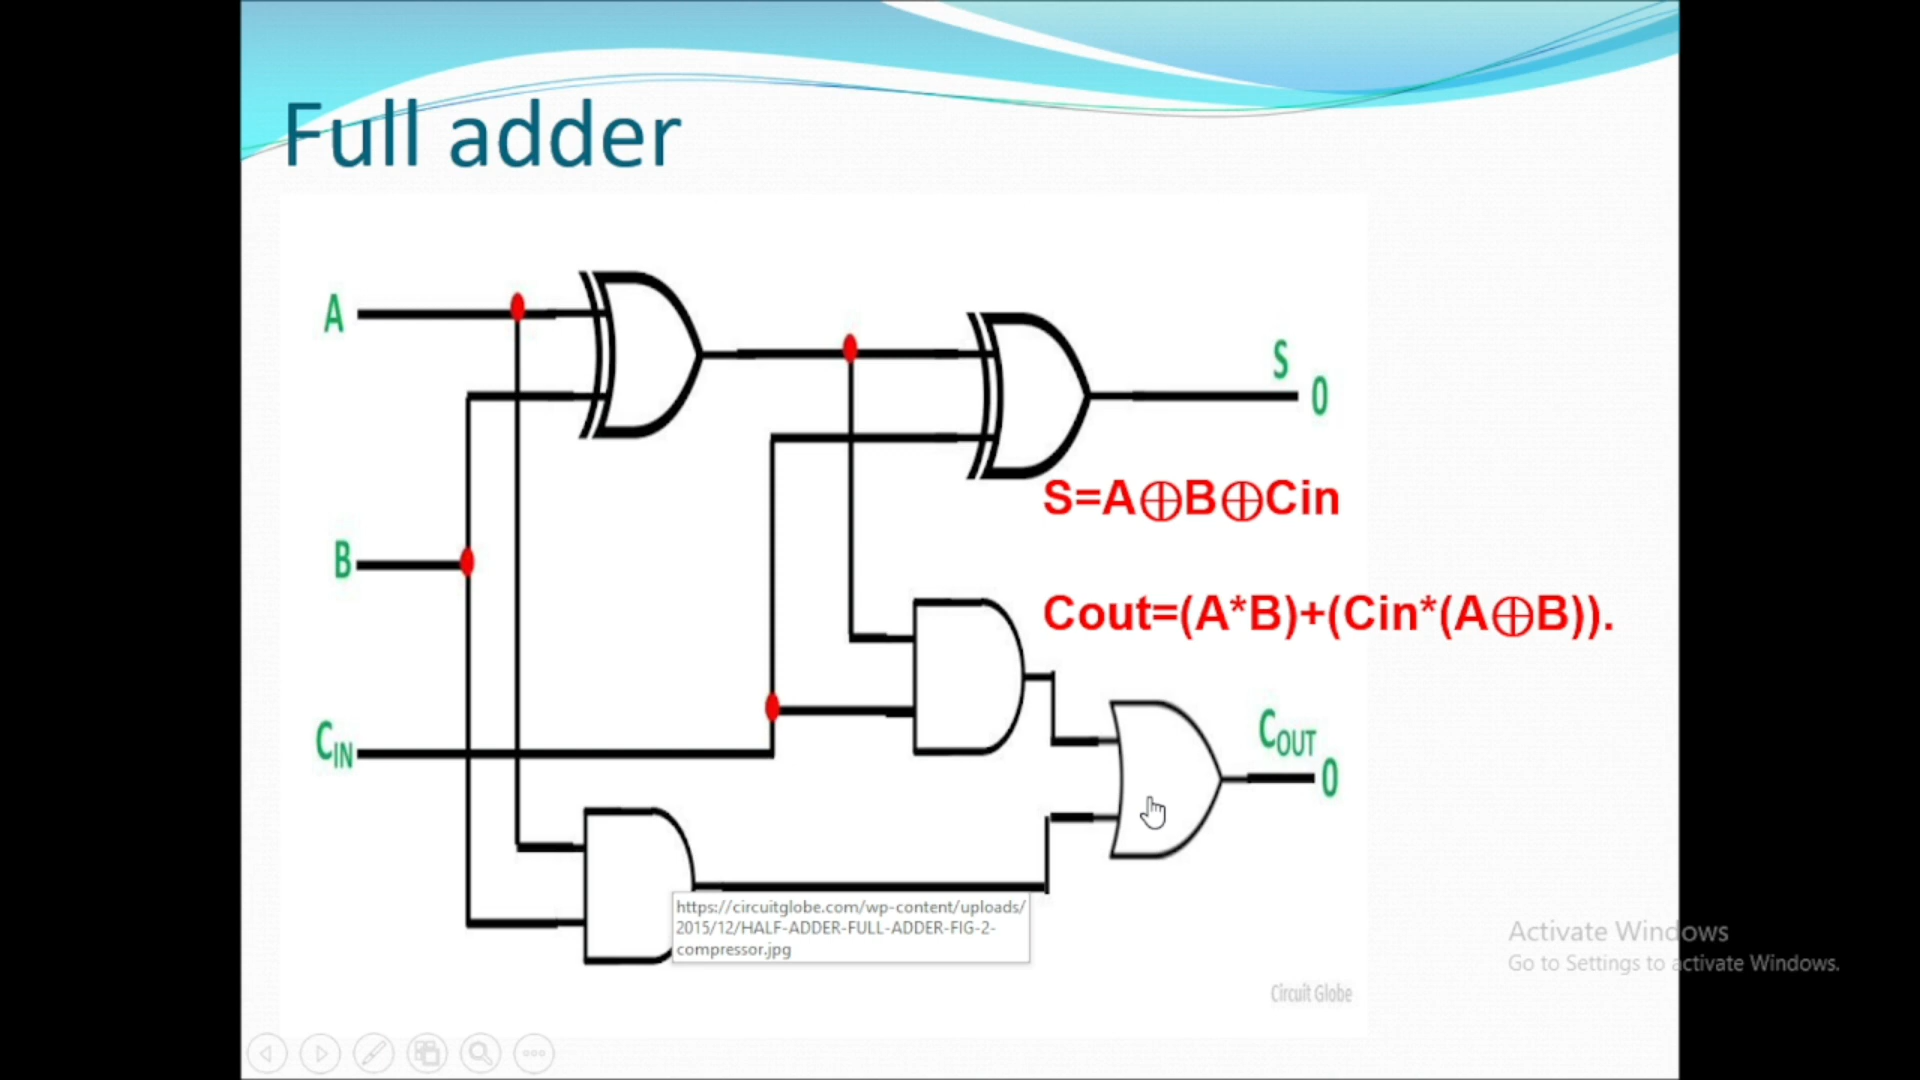 Full adder
A
S
0
S=A⨁B⨁Cin
B
Cout=(A*B)+(Cin*(A⨁B)).
CIN
COUT
0
https://circuitglobe.com/wp-content/uploads/
2015/12/HALF-ADDER-FULL-ADDER-FIG-2-
compressor.jpg
Activate Windows
Go to Settings to activate Windows.
Circuit Globe